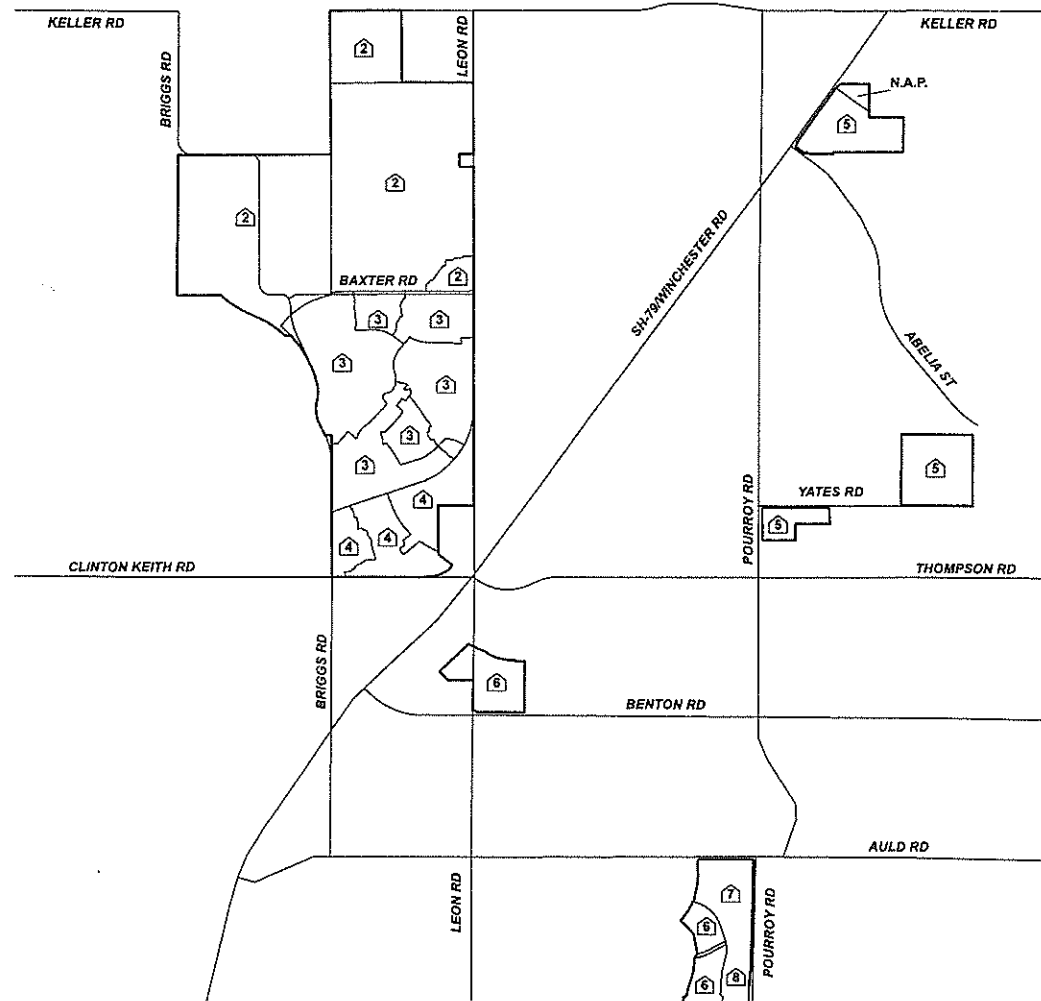 KELLER RD
KELLER RD
BRIGGS RD
2
LEON RD
N.A.P.
5
2
2
SH-79/WINCHESTER RD
BAXTER RD
2
3
3
3
3
ABELIA ST
3
3
5
4
YATES RD
POURROY RD
5
4
4
CLINTON KEITH RD
THOMPSON RD
BRIGGS RD
6
BENTON RD
AULD RD
7
LEON RD
6
POURROY RD
6
8